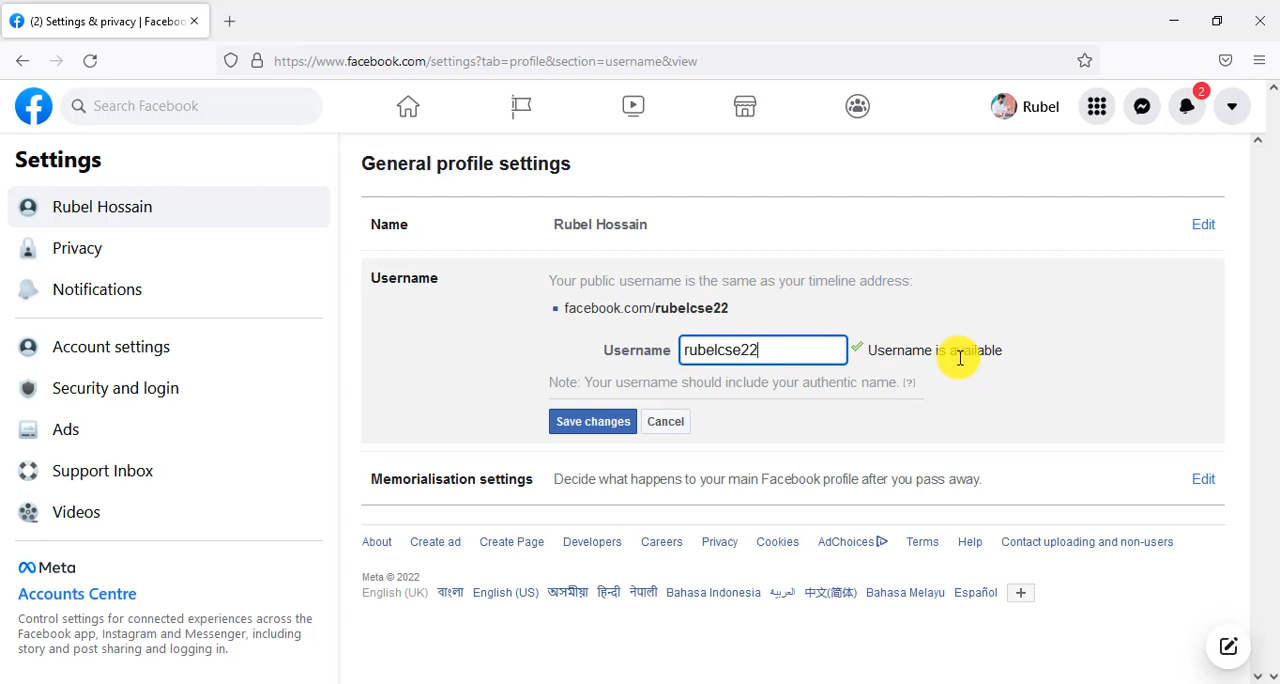 (2) Settings & privacy | Faceboo
https://www.facebook.com/settings?tab=profile&section=username&view
Search Facebook
Rubel
2
Settings
Rubel Hossain
Privacy
Notifications
Account settings
Security and login
Ads
Support Inbox
Videos
Meta
Accounts Centre
Control settings for connected experiences across the
Facebook app, Instagram and Messenger, including
story and post sharing and logging in.
General profile settings
Name Rubel Hossain Edit
Username Your public username is the same as your timeline address:
facebook.com/rubelcse22
Username rubelcse22 Username is available
Note: Your username should include your authentic name. [?]
Save changes Cancel
Memorialisation settings Decide what happens to your main Facebook profile after you pass away. Edit
About Create ad Create Page Developers Careers Privacy Cookies AdChoices Terms Help Contact uploading and non-users
Meta © 2022
English (UK) বাংলা English (US) অসমীয়া हिन्दी नेपाली Bahasa Indonesia العربية 中文(简体) Bahasa Melayu Español +